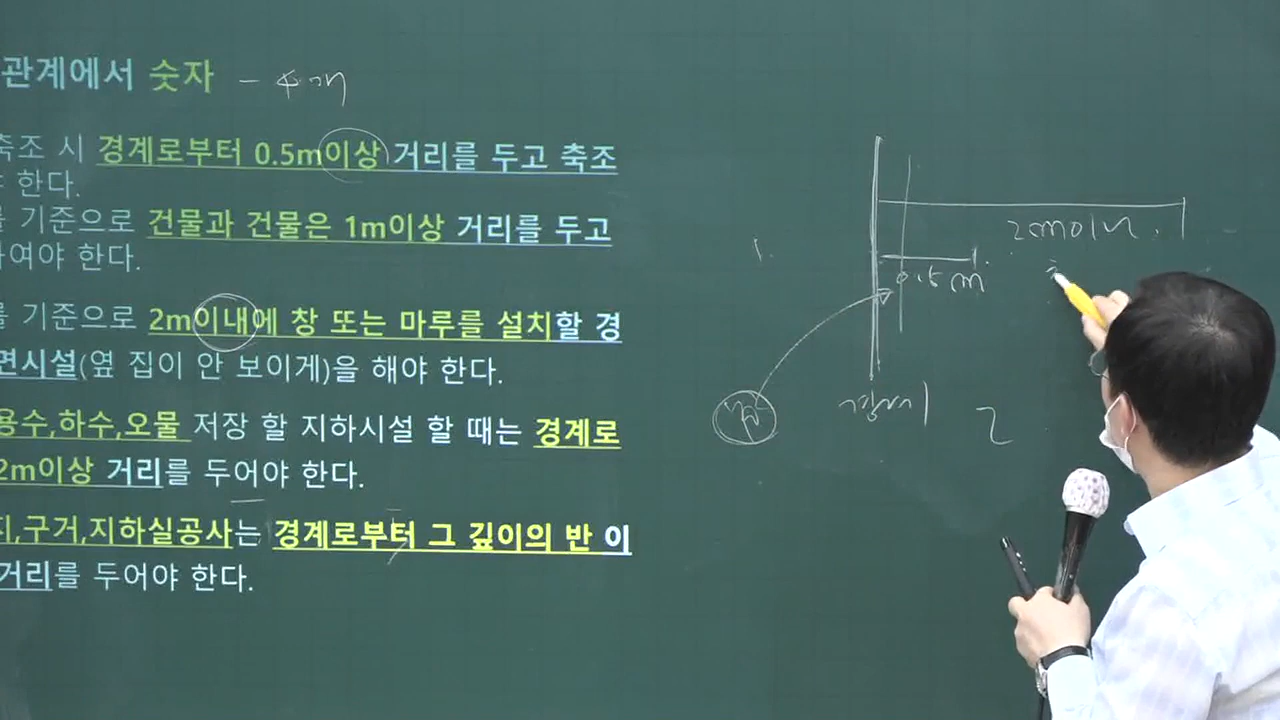 관계에서 숫자 -
축조 시 경계로부터 0.5m이상 거리를 두고 축조
한다.
를 기준으로 건물과 건물은 1m이상 거리를 두고
하여야 한다.
를 기준으로 2m이내에 창 또는 마루를 설치할 경
면시설(옆 집이 안 보이게)을 해야 한다.
용수,하수,오물 저장 할 지하시설 할 때는 경계로
2m이상 거리를 두어야 한다.
지,구거,지하실공사는 경계로부터 그 깊이의 반 이
거리를 두어야 한다.
1.
2m이내
0.5m
2